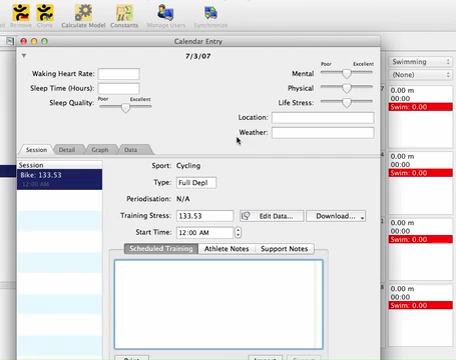 Remove
Clone
Calculate Model
Constants
Manage Users
Synchronize
Calendar Entry
7/3/07
Waking Heart Rate:
Sleep Time (Hours):
Sleep Quality:
Poor Excellent
Poor Excellent
Mental
Physical
Life Stress:
Location:
Weather:
Session Detail Graph Data
Session
Bike: 133.53
12:00 AM
Sport: Cycling
Type: Full Depl
Periodisation: N/A
Training Stress: 133.53 Edit Data... Download...
Start Time: 12:00 AM
Scheduled Training Athlete Notes Support Notes
Swimming
(None)
0.00 m
00:00
Swim: 0.00
0.00 m
00:00
Swim: 0.00
0.00 m
00:00
Swim: 0.00
0.00 m
00:00
Swim: 0.00